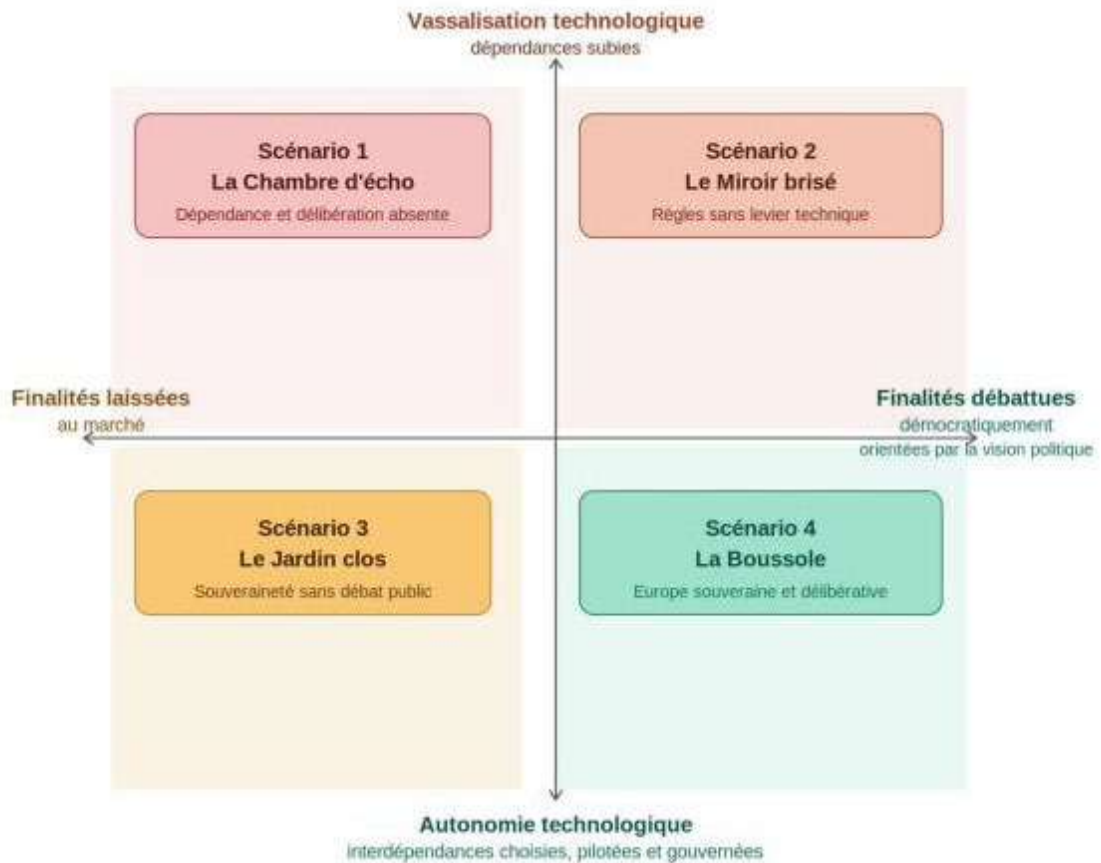 Vassalisation technologique
dépendances subies
Scénario 1
La Chambre d'écho
Dépendance et délibération absente
Scénario 2
Le Miroir brisé
Règles sans levier technique
Finalités laissées
au marché
Finalités débattues
démocratiquement
orientées par la vision politique
Scénario 3
Le Jardin clos
Souveraineté sans débat public
Scénario 4
La Boussole
Europe souveraine et délibérative
Autonomie technologique
interdépendances choisies, pilotées et gouvernées